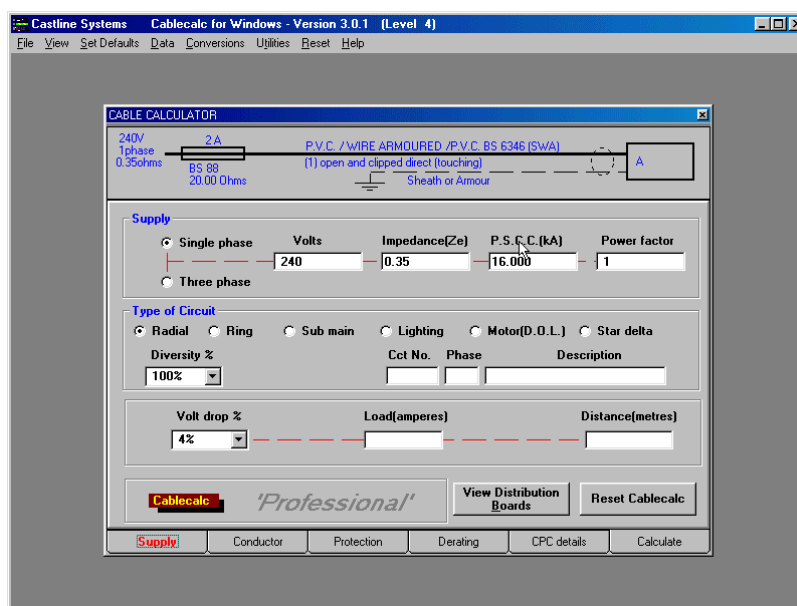 Castline Systems Cablecalc for Windows - Version 3.0.1 (Level 4)
File View Set Defaults Data Conversions Utilities Reset Help
CABLE CALCULATOR
240V
1phase
0.35ohms
2 A
BS 88
20.00 Ohms
P.V.C. / WIRE ARMOURED /P.V.C. BS 6346 (SWA)
(1) open and clipped direct (touching)
Sheath or Armour
A
Supply
Single phase
Three phase
Volts
240
Impedance(Ze)
0.35
P.S.C.C.(kA)
16.000
Power factor
1
Type of Circuit
Radial Ring Sub main Lighting Motor(D.O.L.) Star delta
Diversity %
100%
Cct No. Phase Description
Volt drop %
4%
Load(amperes)
Distance(metres)
Cablecalc
'Professional'
View Distribution
Boards
Reset Cablecalc
Supply Conductor Protection Derating CPC details Calculate